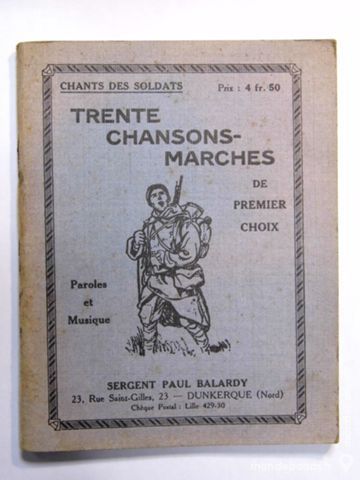 CHANTS DES SOLDATS
Prix : 4 fr. 50
TRENTE
CHANSONS-
MARCHES
DE
PREMIER
CHOIX
Paroles
et
Musique
SERGENT PAUL BALARDY
23, Rue Saint-Gilles, 23 — DUNKERQUE (Nord)
Chèque Postal : Lille 429-30